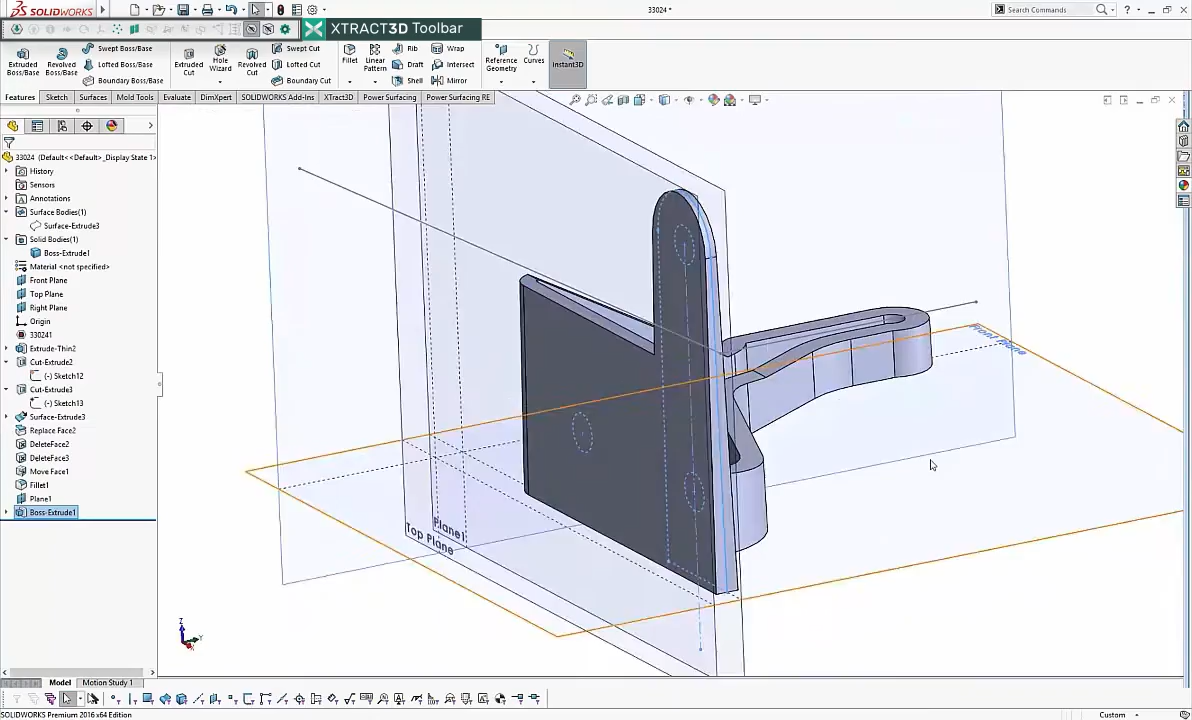 SOLIDWORKS
33024 *
Search Commands
XTRACT3D Toolbar
Extruded Boss/Base
Revolved Boss/Base
Swept Boss/Base
Lofted Boss/Base
Boundary Boss/Base
Extruded Cut
Hole Wizard
Revolved Cut
Swept Cut
Lofted Cut
Boundary Cut
Fillet
Linear Pattern
Rib
Draft
Shell
Wrap
Intersect
Mirror
Reference Geometry
Curves
Instant3D
Features
Sketch
Surfaces
Mold Tools
Evaluate
DimXpert
SOLIDWORKS Add-Ins
XTract3D
Power Surfacing
Power Surfacing RE
33024 (Default<<Default>_Display State 1>
History
Sensors
Annotations
Surface Bodies(1)
Surface-Extrude3
Solid Bodies(1)
Boss-Extrude1
Material <not specified>
Front Plane
Top Plane
Right Plane
Origin
330241
Extrude-Thin2
Cut-Extrude2
(-) Sketch12
Cut-Extrude3
(-) Sketch13
Surface-Extrude3
Replace Face2
DeleteFace2
DeleteFace3
Move Face1
Fillet1
Plane1
Boss-Extrude1
Front Plane
Plane1
Top Plane
Z
Y
Model
Motion Study 1
SOLIDWORKS Premium 2016 x64 Edition
Custom